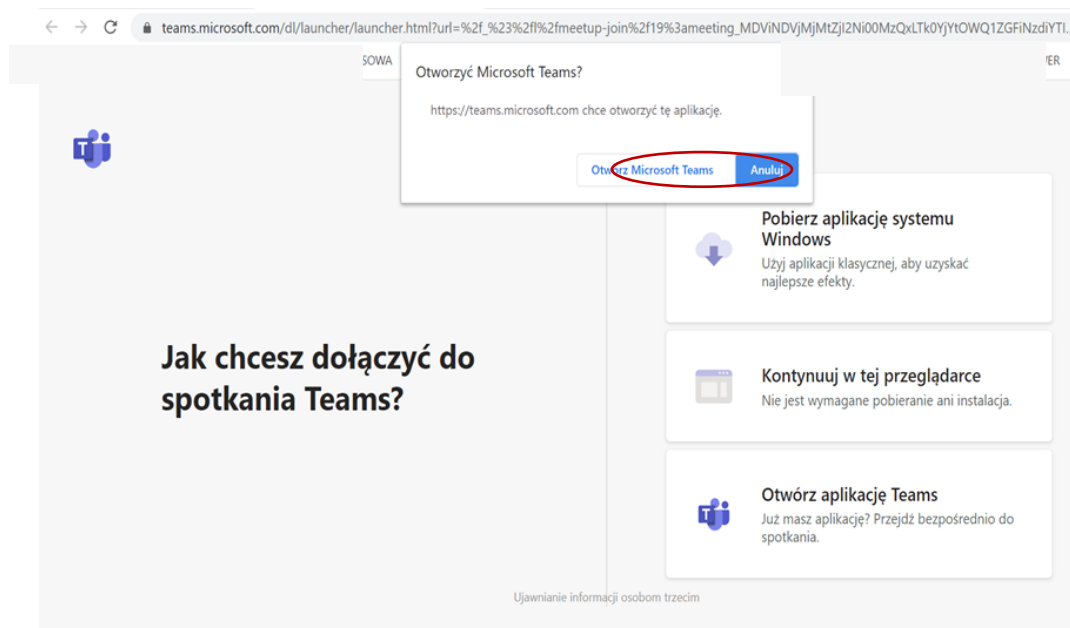 teams.microsoft.com/dl/launcher/launcher.html?url=%2f_%23%2fl%2fmeetup-join%2f19%3ameeting_MDViNDVjMjMtZjI2Ni00MzQxLTk0YjYtOWQ1ZGFiNzdiYTI...
SOWA
Otworzyć Microsoft Teams?
https://teams.microsoft.com chce otworzyć tę aplikację.
Otwórz Microsoft Teams
Anuluj
Pobierz aplikację systemu
Windows
Użyj aplikacji klasycznej, aby uzyskać
najlepsze efekty.
Jak chcesz dołączyć do
spotkania Teams?
Kontynuuj w tej przeglądarce
Nie jest wymagane pobieranie ani instalacja.
Otwórz aplikację Teams
Już masz aplikację? Przejdź bezpośrednio do
spotkania.
Ujawnianie informacji osobom trzecim